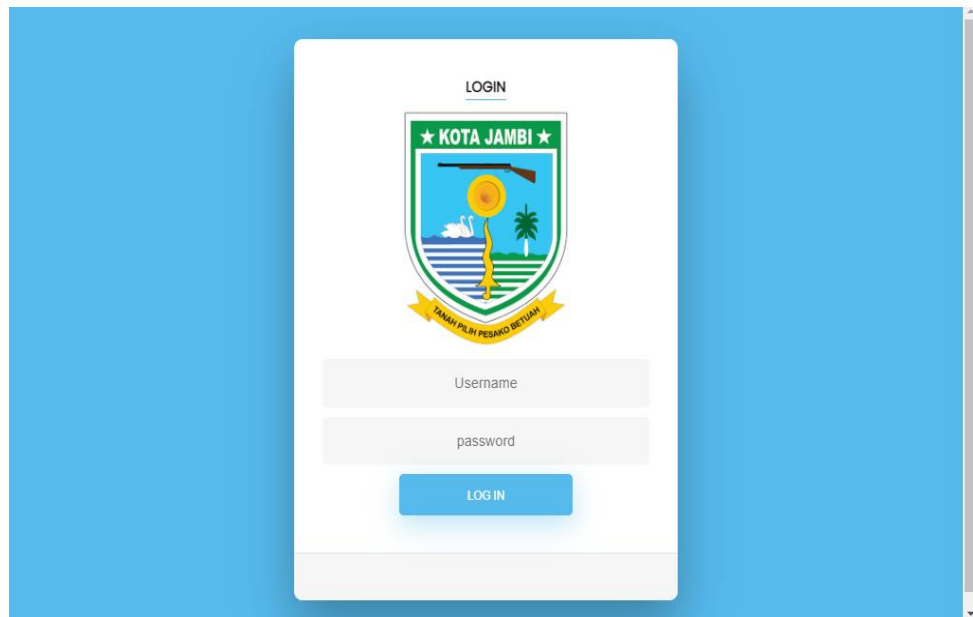 LOGIN
★ KOTA JAMBI ★
TANAH PILIH PESAKO BETUAH
Username
password
LOG IN